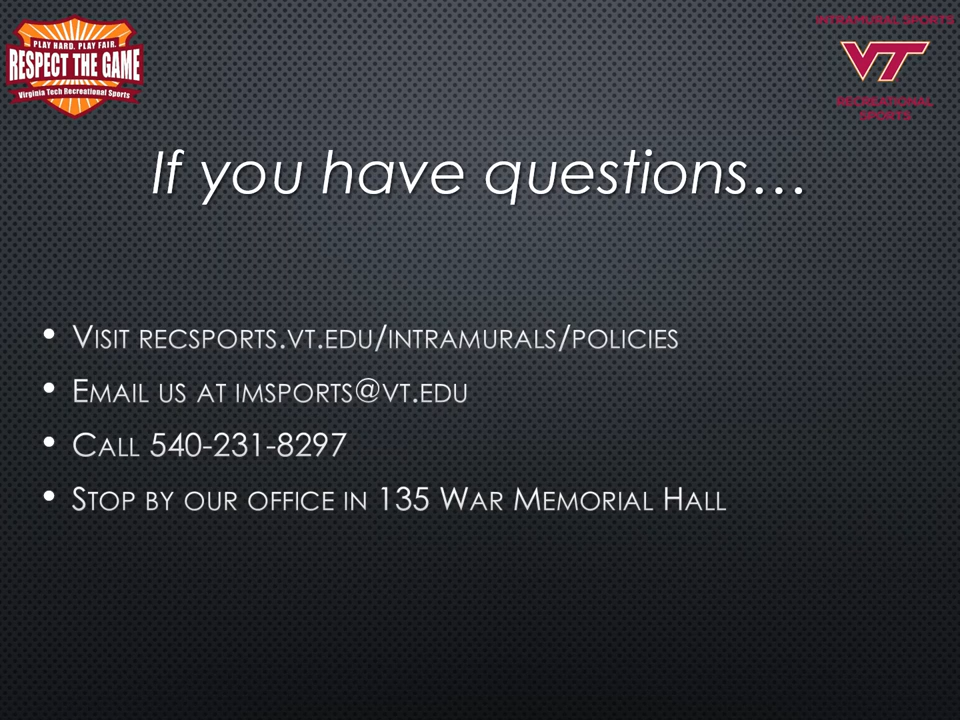 PLAY HARD. PLAY FAIR.
RESPECT THE GAME
Virginia Tech Recreational Sports
INTRAMURAL SPORTS
VT
RECREATIONAL
SPORTS
If you have questions…
• Visit recsports.vt.edu/intramurals/policies
• Email us at imsports@vt.edu
• Call 540-231-8297
• Stop by our office in 135 War Memorial Hall